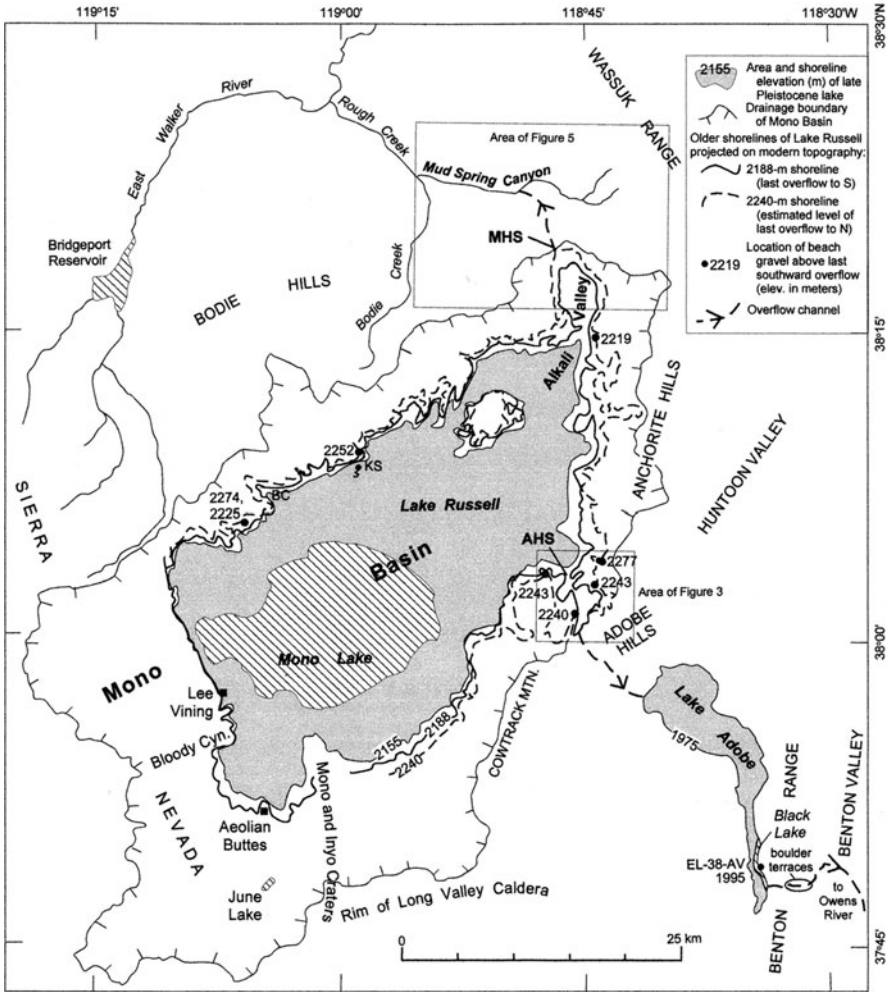 119°15'
119°00'
118°45'
118°30'W
38°30'N
38°15'
38°00'
37°45'
2155
Area and shoreline
elevation (m) of late
Pleistocene lake
Drainage boundary
of Mono Basin
Older shorelines of Lake Russell
projected on modern topography:
2188-m shoreline
(last overflow to S)
2240-m shoreline
(estimated level of
last overflow to N)
2219
Location of beach
gravel above last
southward overflow
(elev. in meters)
Overflow channel
WASSUK RANGE
East Walker River
Rough Creek
Area of Figure 5
Mud Spring Canyon
MHS
Bridgeport
Reservoir
BODIE HILLS
Bodie Creek
Alkali Valley
2219
ANCHORITE HILLS
HUNTOON VALLEY
2252
KS
BC
2274,
2225
Lake Russell
SIERRA
NEVADA
Mono
Basin
AHS
2277
2243
2243
2240
Area of Figure 3
ADOBE
HILLS
Mono Lake
Lee
Vining
Bloody Cyn.
COWTRACK MTN.
2155
2188
2240
Lake Adobe
1975
Aeolian
Buttes
Mono and Inyo Craters
June
Lake
Rim of Long Valley Caldera
BENTON RANGE
BENTON VALLEY
Black
Lake
EL-38-AV
1995
boulder
terraces
to
Owens
River
0
25 km